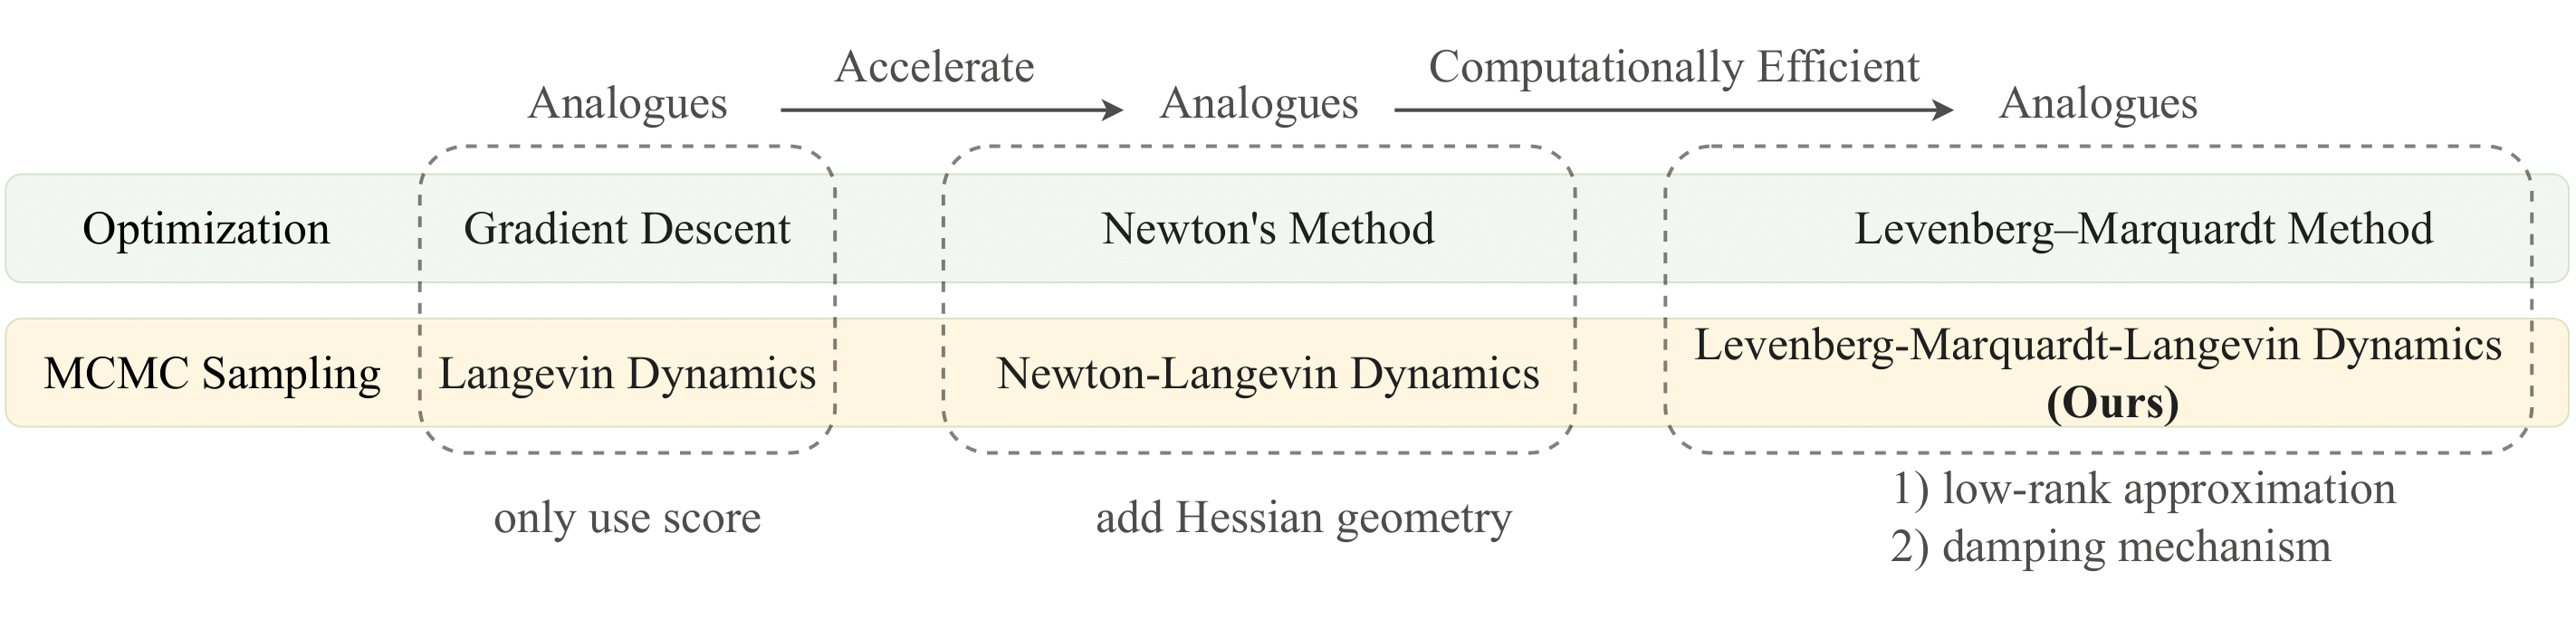 Accelerate
Computationally Efficient
Analogues
Analogues
Analogues
Optimization
Gradient Descent
Newton's Method
Levenberg–Marquardt Method
MCMC Sampling
Langevin Dynamics
Newton-Langevin Dynamics
Levenberg-Marquardt-Langevin Dynamics
(Ours)
only use score
add Hessian geometry
1) low-rank approximation
2) damping mechanism